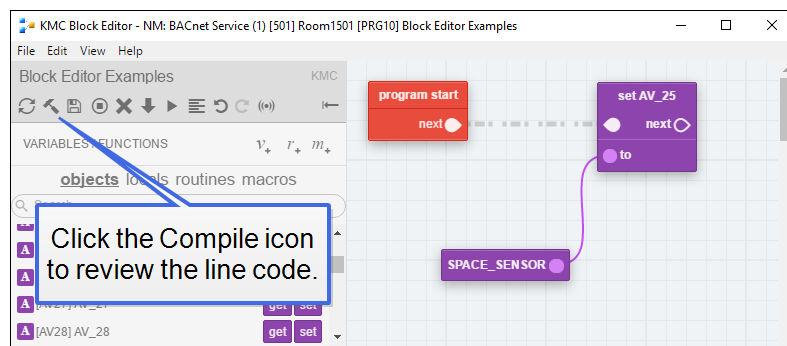 KMC Block Editor - NM: BACnet Service (1) [501] Room1501 [PRG10] Block Editor Examples
File Edit View Help
Block Editor Examples KMC
VARIABLES FUNCTIONS v+ r+ m+
objects locals routines macros
Click the Compile icon
to review the line code.
get set
[AV28] AV_28 get set
program start
next
set AV_25
next
to
SPACE_SENSOR